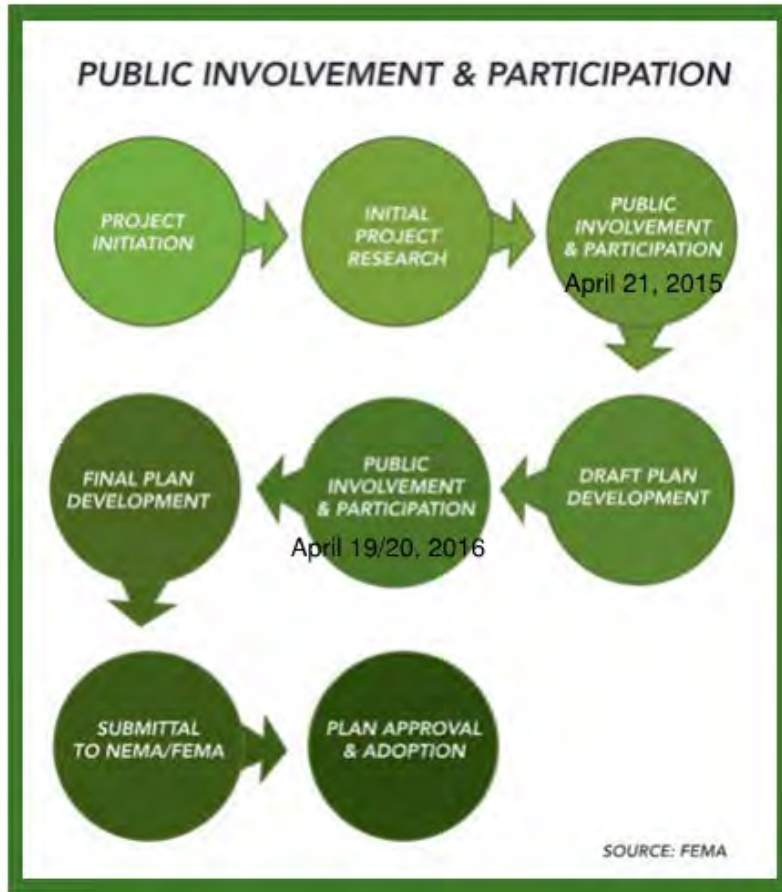 PUBLIC INVOLVEMENT & PARTICIPATION
PROJECT
INITIATION
INITIAL
PROJECT
RESEARCH
PUBLIC
INVOLVEMENT
& PARTICIPATION
April 21, 2015
DRAFT PLAN
DEVELOPMENT
PUBLIC
INVOLVEMENT
& PARTICIPATION
April 19/20, 2016
FINAL PLAN
DEVELOPMENT
SUBMITTAL
TO NEMA/FEMA
PLAN APPROVAL
& ADOPTION
SOURCE: FEMA